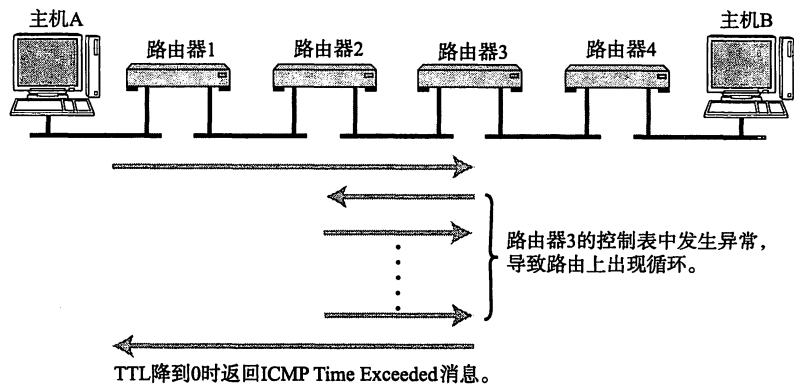 主机A
路由器1
路由器2
路由器3
路由器4
主机B
路由器3的控制表中发生异常,
导致路由上出现循环。
TTL降到0时返回ICMP Time Exceeded消息。